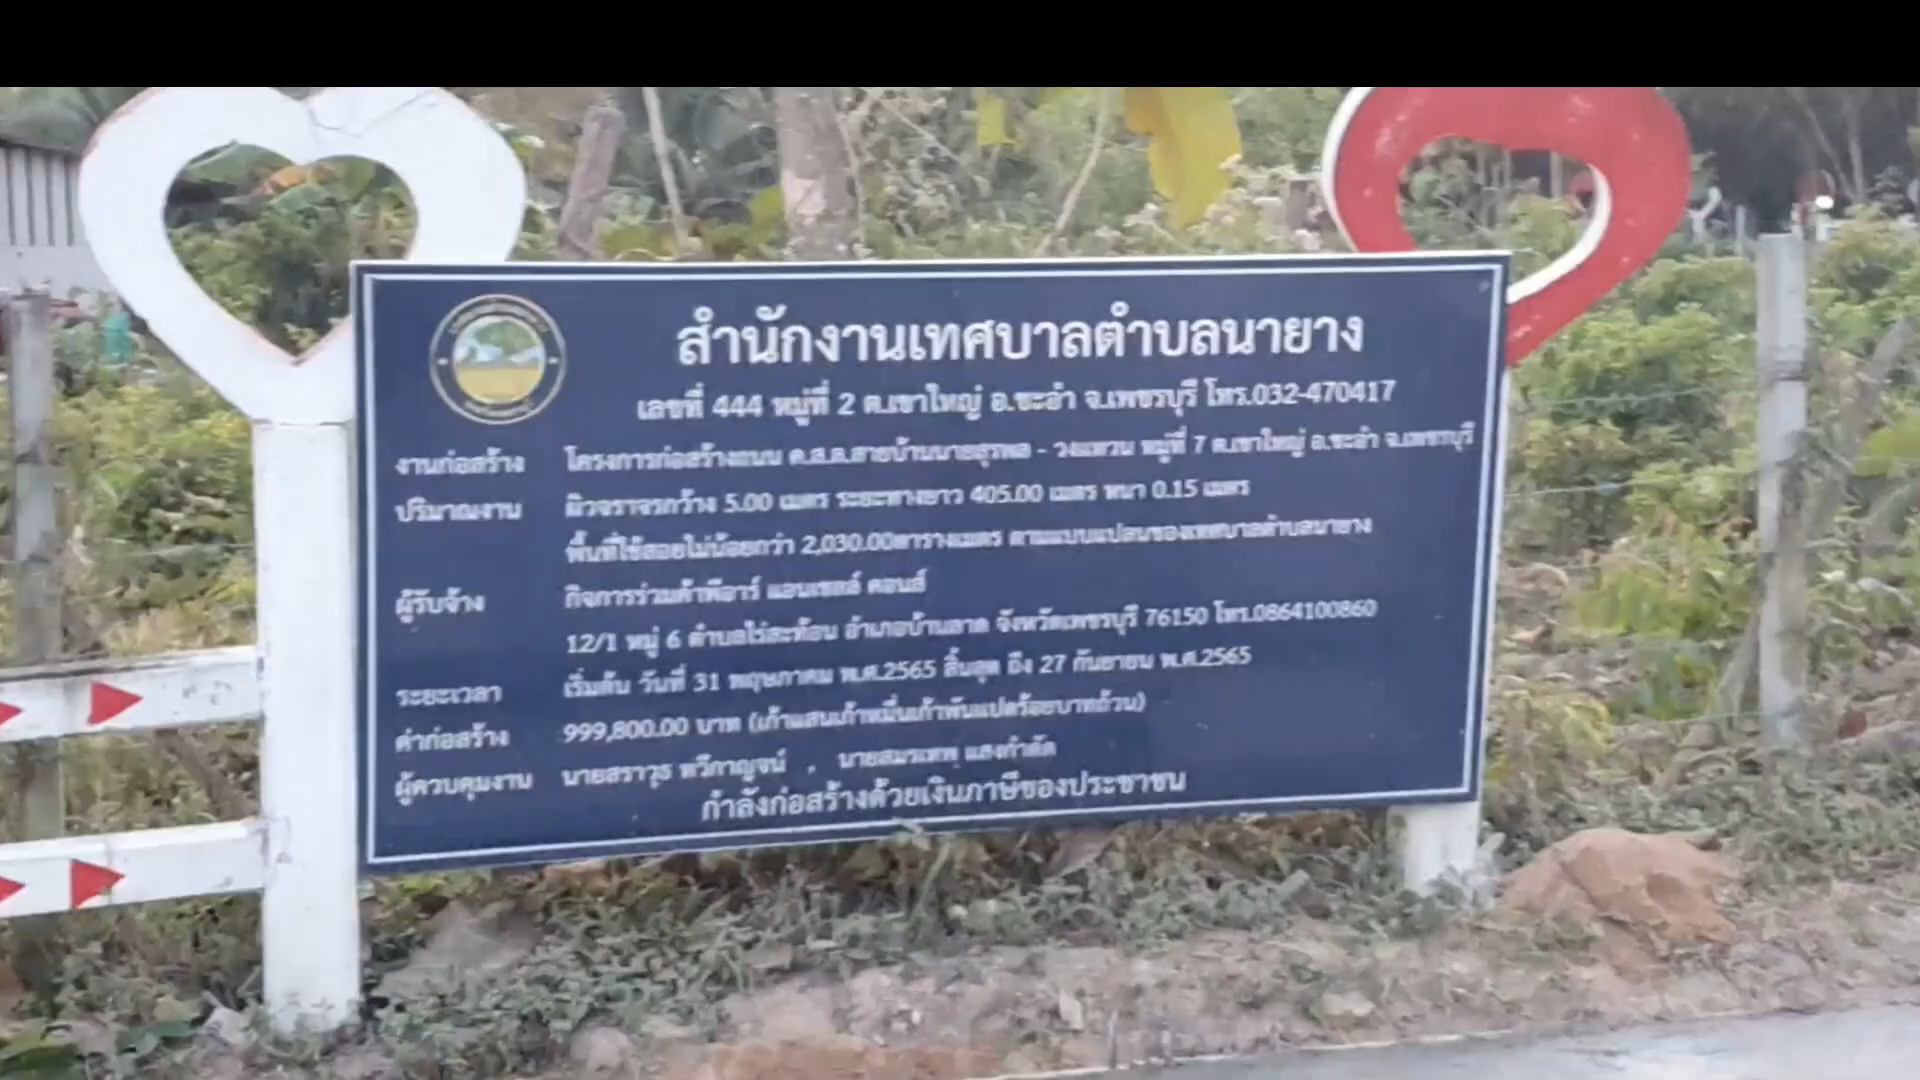 สำนักงานเทศบาลตำบลนายาง
เลขที่ 444 หมู่ที่ 2 ต.เขาใหญ่ อ.ชะอำ จ.เพชรบุรี โทร.032-470417
งานก่อสร้าง โครงการก่อสร้างถนน ค.ส.ล.สายบ้านนายสุรพล - วงแหวน หมู่ที่ 7 ต.เขาใหญ่ อ.ชะอำ จ.เพชรบุรี
ปริมาณงาน ผิวจราจรกว้าง 5.00 เมตร ระยะทางยาว 405.00 เมตร หนา 0.15 เมตร
พื้นที่ใช้สอยไม่น้อยกว่า 2,030.00ตารางเมตร ตามแบบแปลนของเทศบาลตำบลนายาง
ผู้รับจ้าง กิจการร่วมค้าพีอาร์ แอนเซลล์ คอนส์
12/1 หมู่ 6 ตำบลไร่สะท้อน อำเภอบ้านลาด จังหวัดเพชรบุรี 76150 โทร.0864100860
ระยะเวลา เริ่มต้น วันที่ 31 พฤษภาคม พ.ศ.2565 สิ้นสุด ถึง 27 กันยายน พ.ศ.2565
ค่าก่อสร้าง 999,800.00 บาท (เก้าแสนเก้าหมื่นเก้าพันแปดร้อยบาทถ้วน)
ผู้ควบคุมงาน นายสราวุธ ทวีกาญจน์ , นายสมรเทพ แสงกำตัด
กำลังก่อสร้างด้วยเงินภาษีของประชาชน